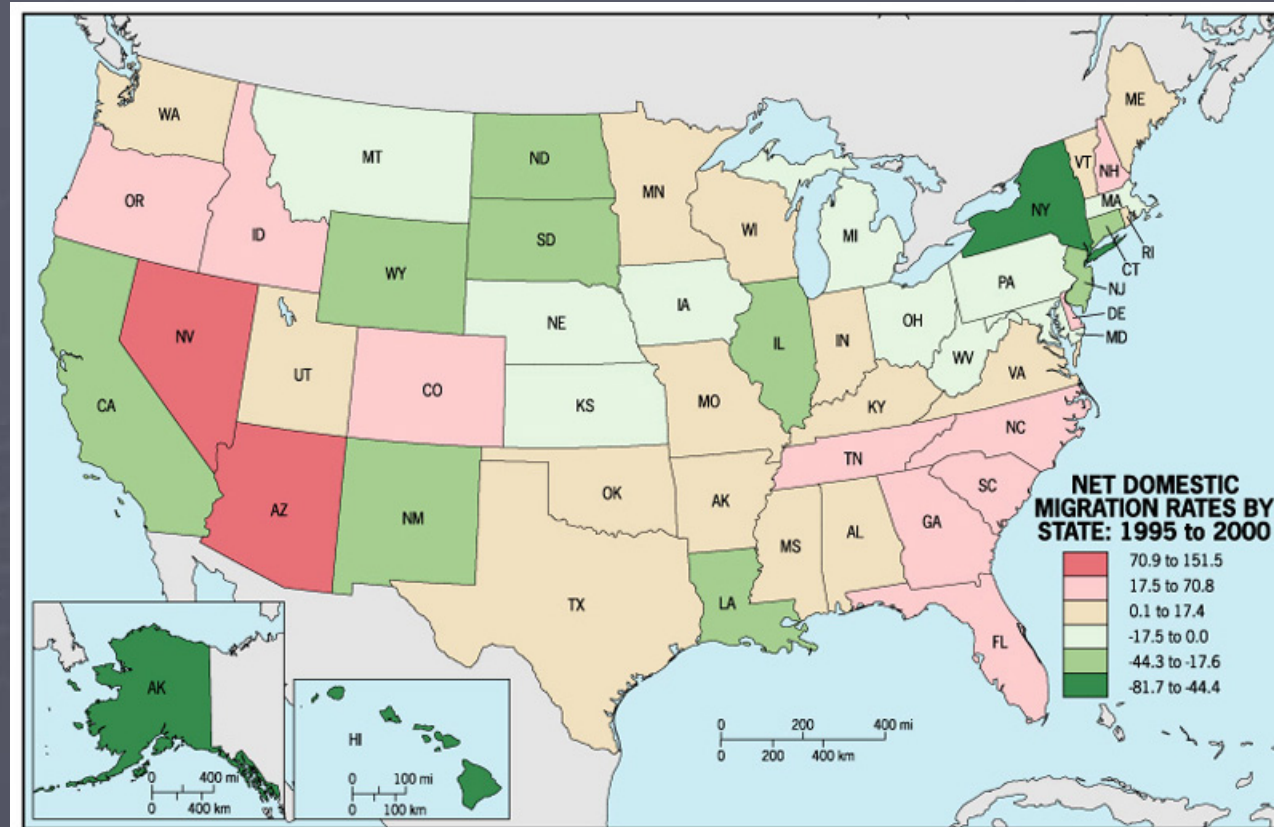 WA
MT
ND
MN
ME
VT
NH
OR
ID
WY
SD
WI
MI
NY
MA
RI
CT
NJ
DE
MD
PA
NE
IA
IL
IN
OH
WV
VA
NV
UT
CO
KS
MO
KY
CA
AZ
NM
OK
AK
TN
NC
SC
GA
MS
AL
TX
LA
FL
NET DOMESTIC
MIGRATION RATES BY
STATE: 1995 to 2000
70.9 to 151.5
17.5 to 70.8
0.1 to 17.4
-17.5 to 0.0
-44.3 to -17.6
-81.7 to -44.4
AK
0 400 mi
0 400 km
HI
0 100 mi
0 100 km
0 200 400 mi
0 200 400 km